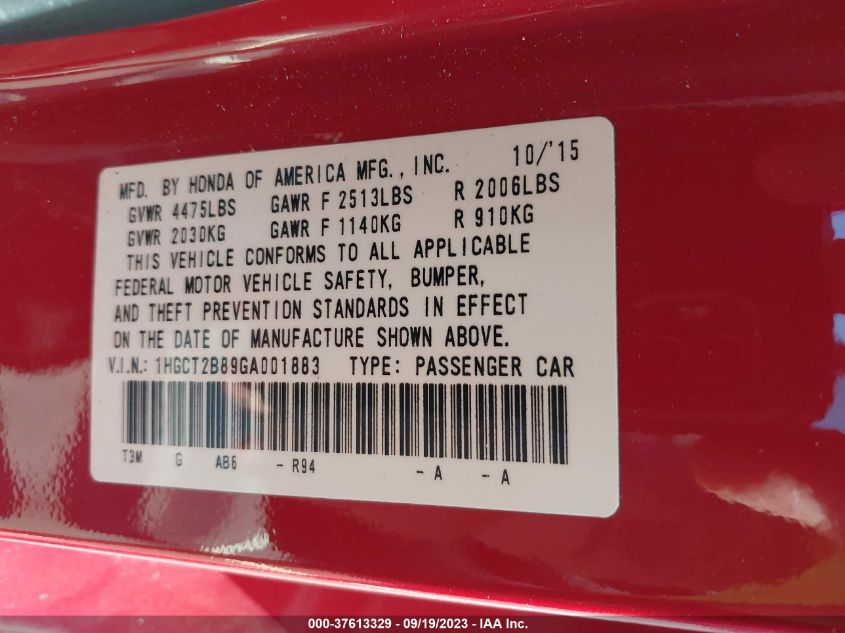 MFD. BY HONDA OF AMERICA MFG., INC. 10/'15
GVWR 4475LBS GAWR F 2513LBS R 2006LBS
GVWR 2030KG GAWR F 1140KG R 910KG
THIS VEHICLE CONFORMS TO ALL APPLICABLE
FEDERAL MOTOR VEHICLE SAFETY, BUMPER,
AND THEFT PREVENTION STANDARDS IN EFFECT
ON THE DATE OF MANUFACTURE SHOWN ABOVE.
V.I.N.: 1HGCT2B89GA001883 TYPE: PASSENGER CAR
T3M G AB6 - R94 - A - A
000-37613329 - 09/19/2023 - IAA Inc.